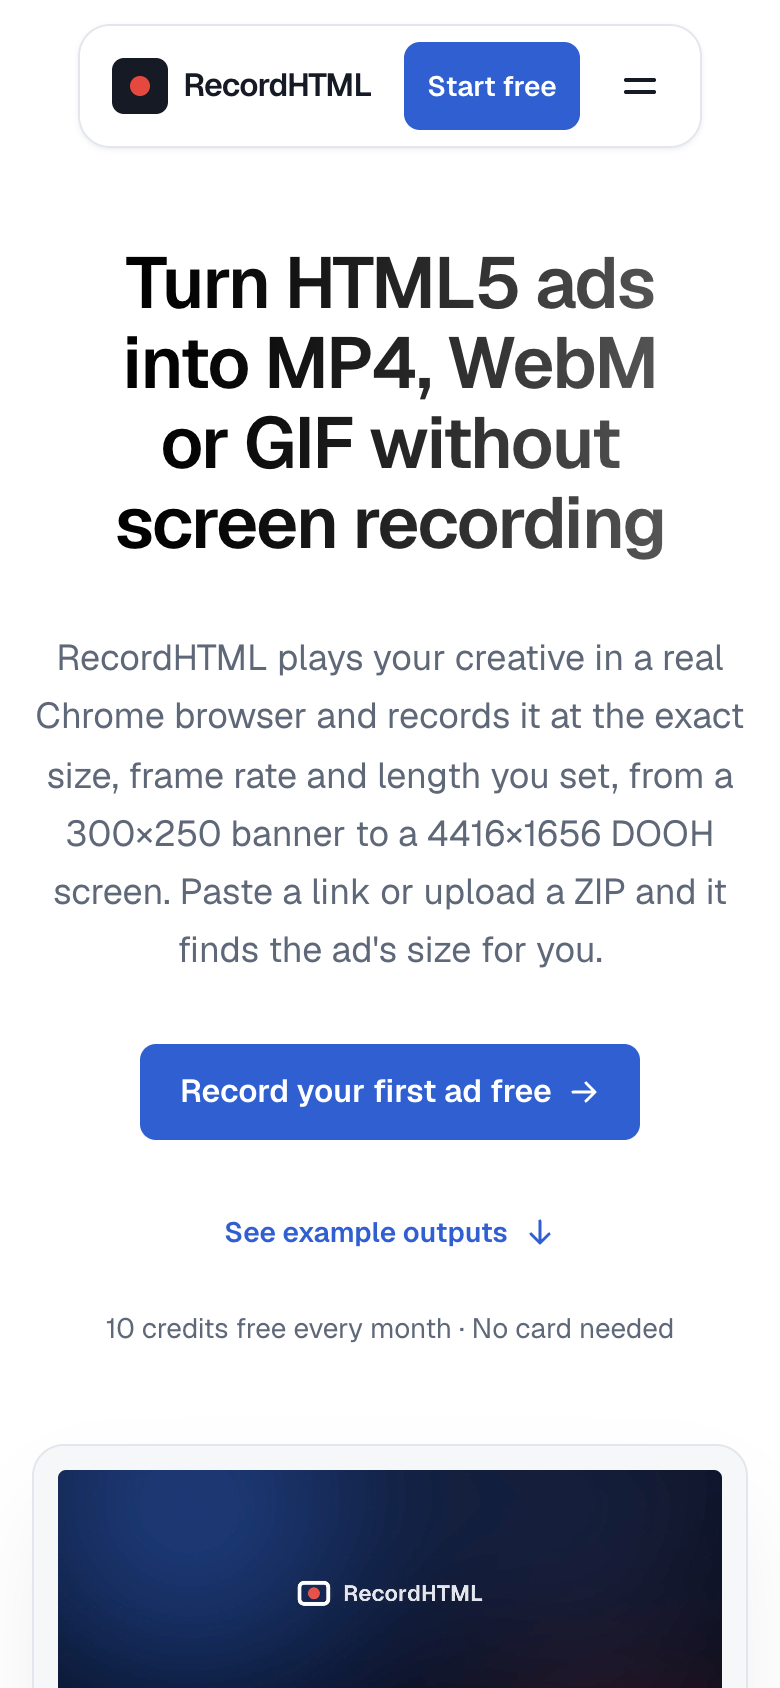 RecordHTML
Start free
Turn HTML5 ads
into MP4, WebM
or GIF without
screen recording
RecordHTML plays your creative in a real
Chrome browser and records it at the exact
size, frame rate and length you set, from a
300×250 banner to a 4416×1656 DOOH
screen. Paste a link or upload a ZIP and it
finds the ad's size for you.
Record your first ad free →
See example outputs ↓
10 credits free every month · No card needed
RecordHTML